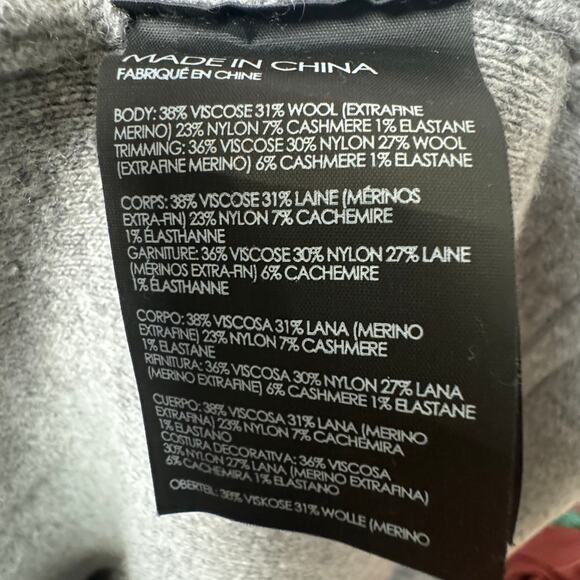 MADE IN CHINA
FABRIQUÉ EN CHINE
BODY: 38% VISCOSE 31% WOOL (EXTRAFINE
MERINO) 23% NYLON 7% CASHMERE 1% ELASTANE
TRIMMING: 36% VISCOSE 30% NYLON 27% WOOL
(EXTRAFINE MERINO) 6% CASHMERE 1% ELASTANE
CORPS: 38% VISCOSE 31% LAINE (MÉRINOS
EXTRA-FIN) 23% NYLON 7% CACHEMIRE
1% ÉLASTHANNE
GARNITURE: 36% VISCOSE 30% NYLON 27% LAINE
(MÉRINOS EXTRA-FIN) 6% CACHEMIRE
1% ÉLASTHANNE
CORPO: 38% VISCOSA 31% LANA (MERINO
EXTRAFINE) 23% NYLON 7% CASHMERE
1% ELASTANE
RIFINITURA: 36% VISCOSA 30% NYLON 27% LANA
(MERINO EXTRAFINE) 6% CASHMERE 1% ELASTANE
CUERPO: 38% VISCOSA 31% LANA (MERINO
EXTRAFINA) 23% NYLON 7% CACHEMIRA
1% ELASTANO
COSTURA DECORATIVA: 36% VISCOSA
30% NYLON 27% LANA (MERINO EXTRAFINA)
6% CACHEMIRA 1% ELASTANO
OBERTEIL: 38% VISKOSE 31% WOLLE (MERINO